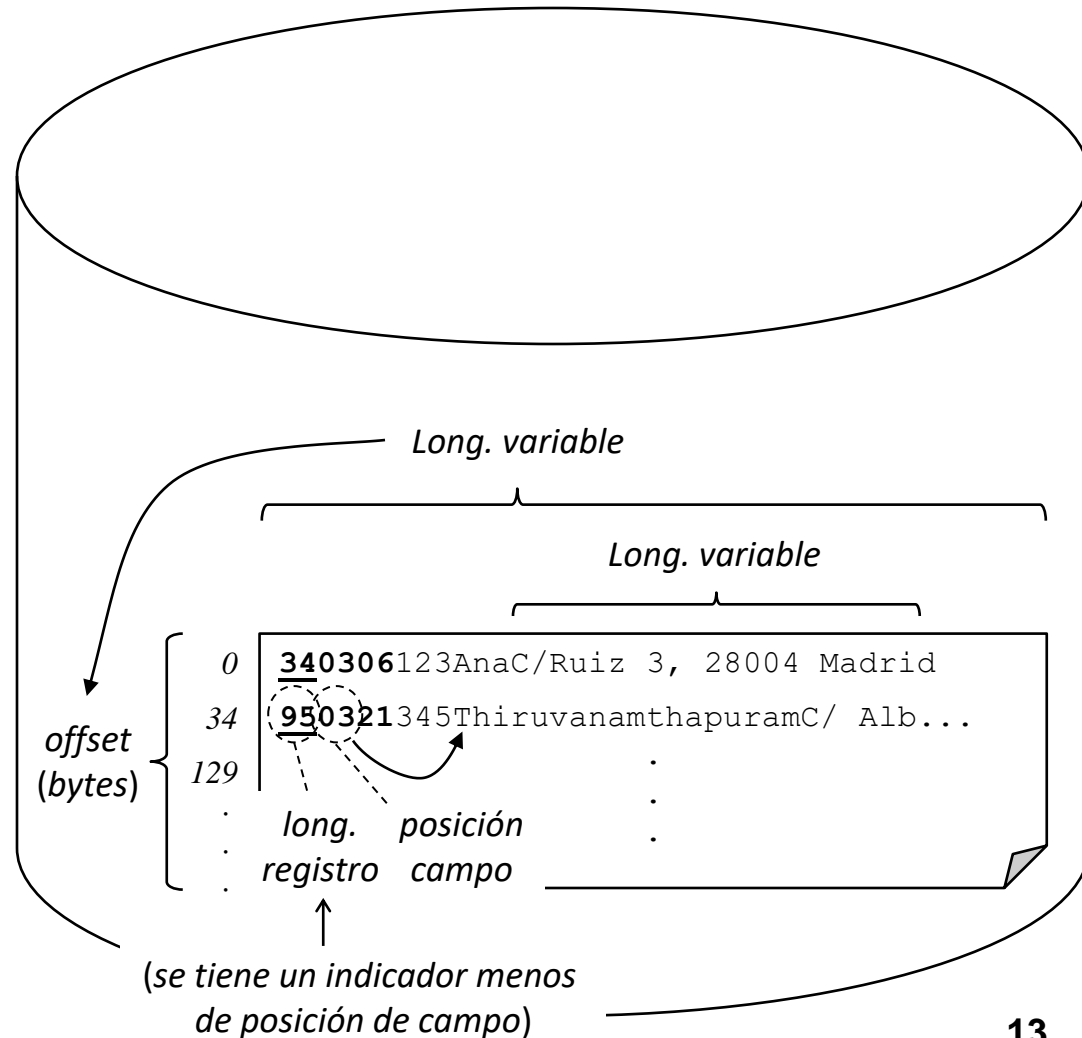 Long. variable
Long. variable
0 340306123AnaC/Ruiz 3, 28004 Madrid
34 950321345ThiruvanamthapuramC/ Alb...
129 .
offset
(bytes)
. .
. .
.
long. posición
registro campo
(se tiene un indicador menos
de posición de campo)
13